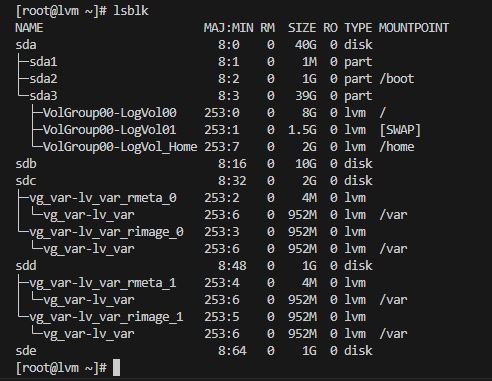 [root@lvm ~]# lsblk
NAME                       MAJ:MIN RM  SIZE RO TYPE MOUNTPOINT
sda                          8:0    0   40G  0 disk
├─sda1                       8:1    0    1M  0 part
├─sda2                       8:2    0    1G  0 part /boot
└─sda3                       8:3    0   39G  0 part
  ├─VolGroup00-LogVol00    253:0    0    8G  0 lvm  /
  ├─VolGroup00-LogVol01    253:1    0  1.5G  0 lvm  [SWAP]
  └─VolGroup00-LogVol_Home 253:7    0    2G  0 lvm  /home
sdb                          8:16   0   10G  0 disk
sdc                          8:32   0    2G  0 disk
├─vg_var-lv_var_rmeta_0    253:2    0    4M  0 lvm
│ └─vg_var-lv_var          253:6    0  952M  0 lvm  /var
└─vg_var-lv_var_rimage_0   253:3    0  952M  0 lvm
  └─vg_var-lv_var          253:6    0  952M  0 lvm  /var
sdd                          8:48   0    1G  0 disk
├─vg_var-lv_var_rmeta_1    253:4    0    4M  0 lvm
│ └─vg_var-lv_var          253:6    0  952M  0 lvm  /var
└─vg_var-lv_var_rimage_1   253:5    0  952M  0 lvm
  └─vg_var-lv_var          253:6    0  952M  0 lvm  /var
sde                          8:64   0    1G  0 disk
[root@lvm ~]#